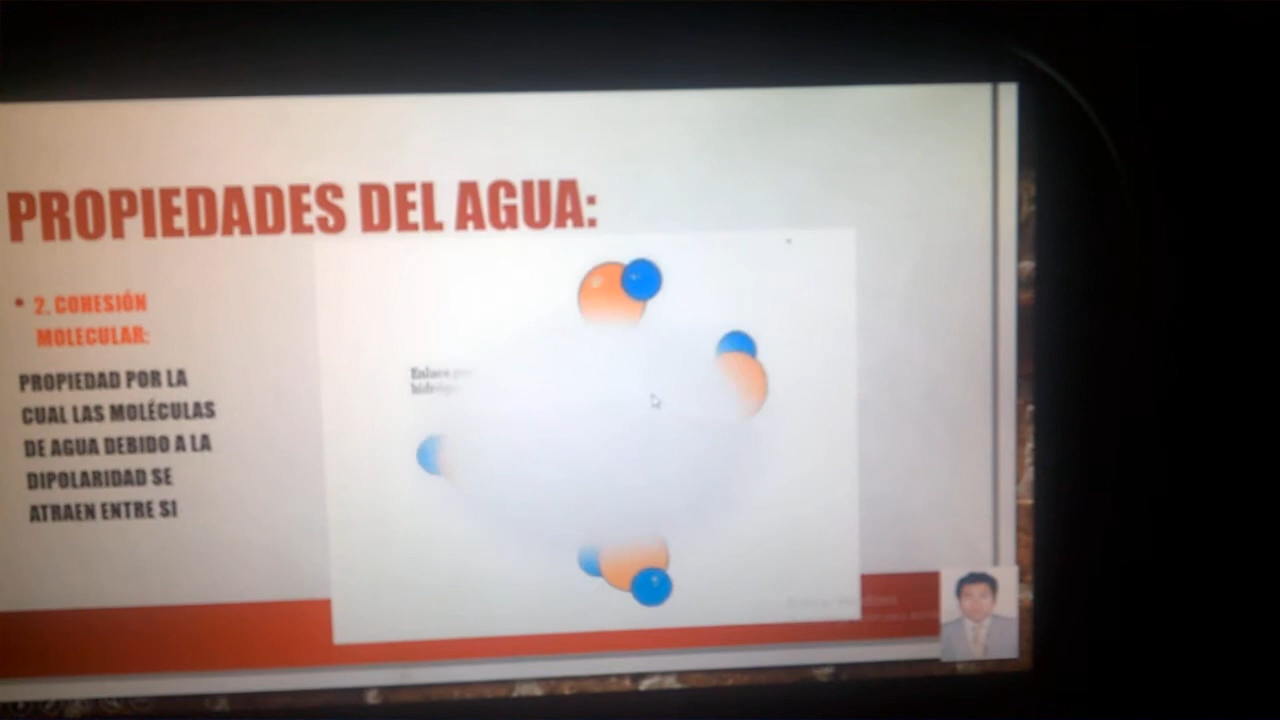 PROPIEDADES DEL AGUA:
• 2. COHESIÓN
MOLECULAR:
PROPIEDAD POR LA
CUAL LAS MOLÉCULAS
DE AGUA DEBIDO A LA
DIPOLARIDAD SE
ATRAEN ENTRE SI
Enlace